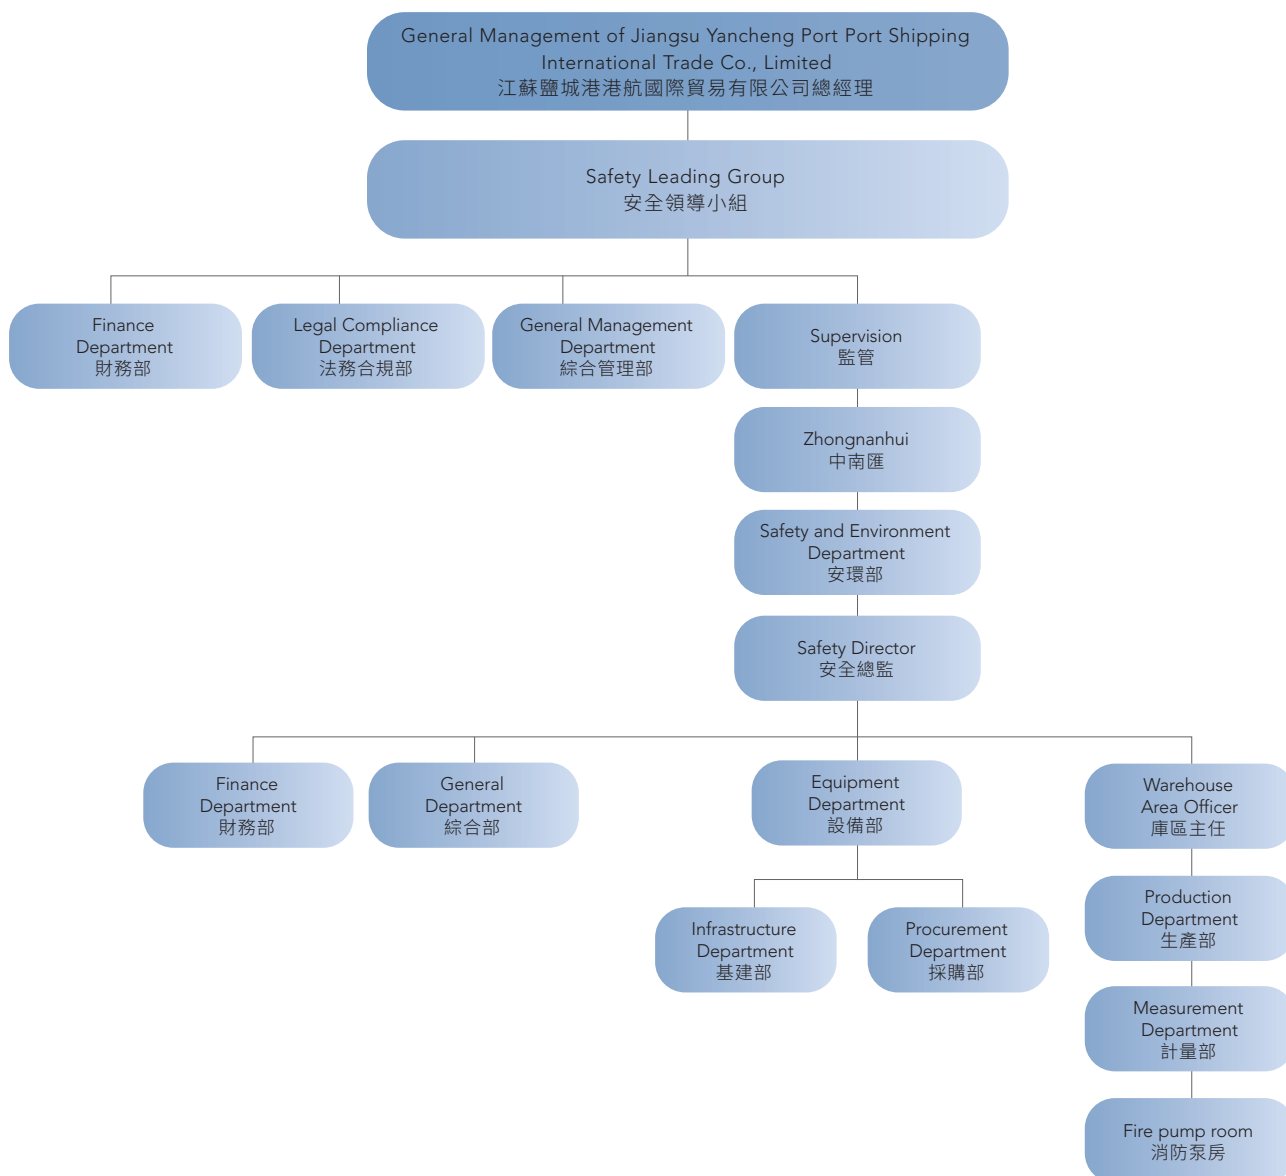 General Management of Jiangsu Yancheng Port Port Shipping
International Trade Co., Limited
江蘇鹽城港港航國際貿易有限公司總經理
Safety Leading Group
安全領導小組
Finance
Department
財務部
Legal Compliance
Department
法務合規部
General Management
Department
綜合管理部
Supervision
監管
Zhongnanhui
中南匯
Safety and Environment
Department
安環部
Safety Director
安全總監
Finance
Department
財務部
General
Department
綜合部
Equipment
Department
設備部
Warehouse
Area Officer
庫區主任
Infrastructure
Department
基建部
Procurement
Department
採購部
Production
Department
生產部
Measurement
Department
計量部
Fire pump room
消防泵房